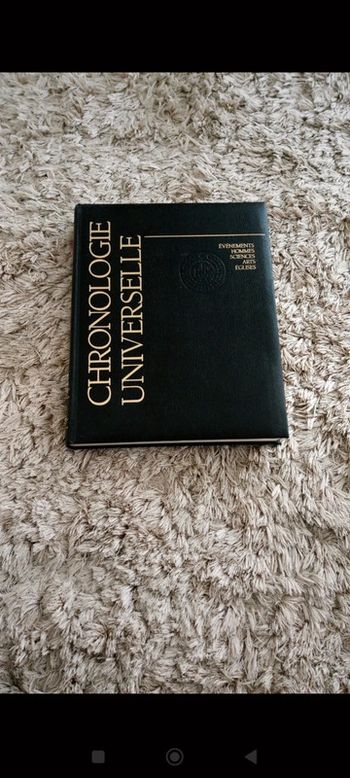 CHRONOLOGIE
UNIVERSELLE
ÉVÉNEMENTS
HOMMES
SCIENCES
ARTS
ÉGLISES